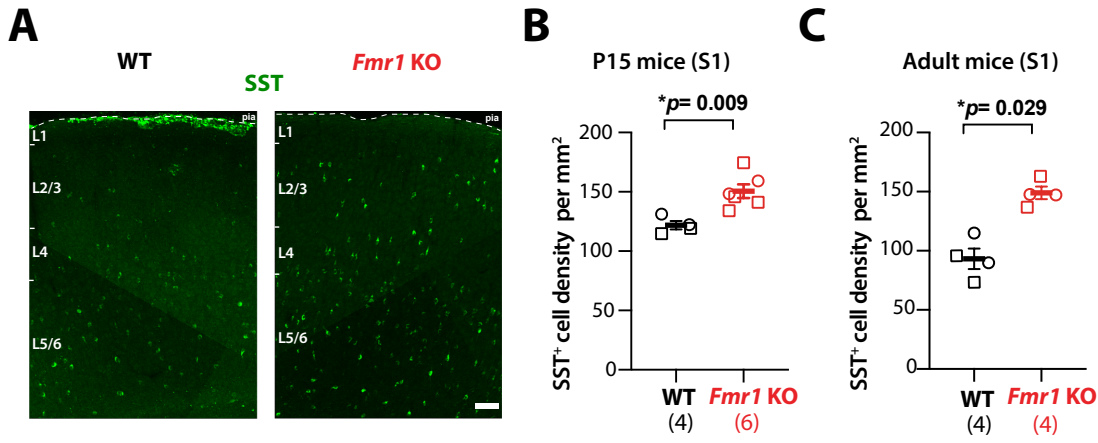 A
WT
Fmr1 KO
SST
pia
L1
L2/3
L4
L5/6
pia
L1
L2/3
L4
L5/6
B
P15 mice (S1)
*p= 0.009
SST+ cell density per mm2
200
150
100
50
0
WT
(4)
Fmr1 KO
(6)
C
Adult mice (S1)
*p= 0.029
SST+ cell density per mm2
200
150
100
50
0
WT
(4)
Fmr1 KO
(4)